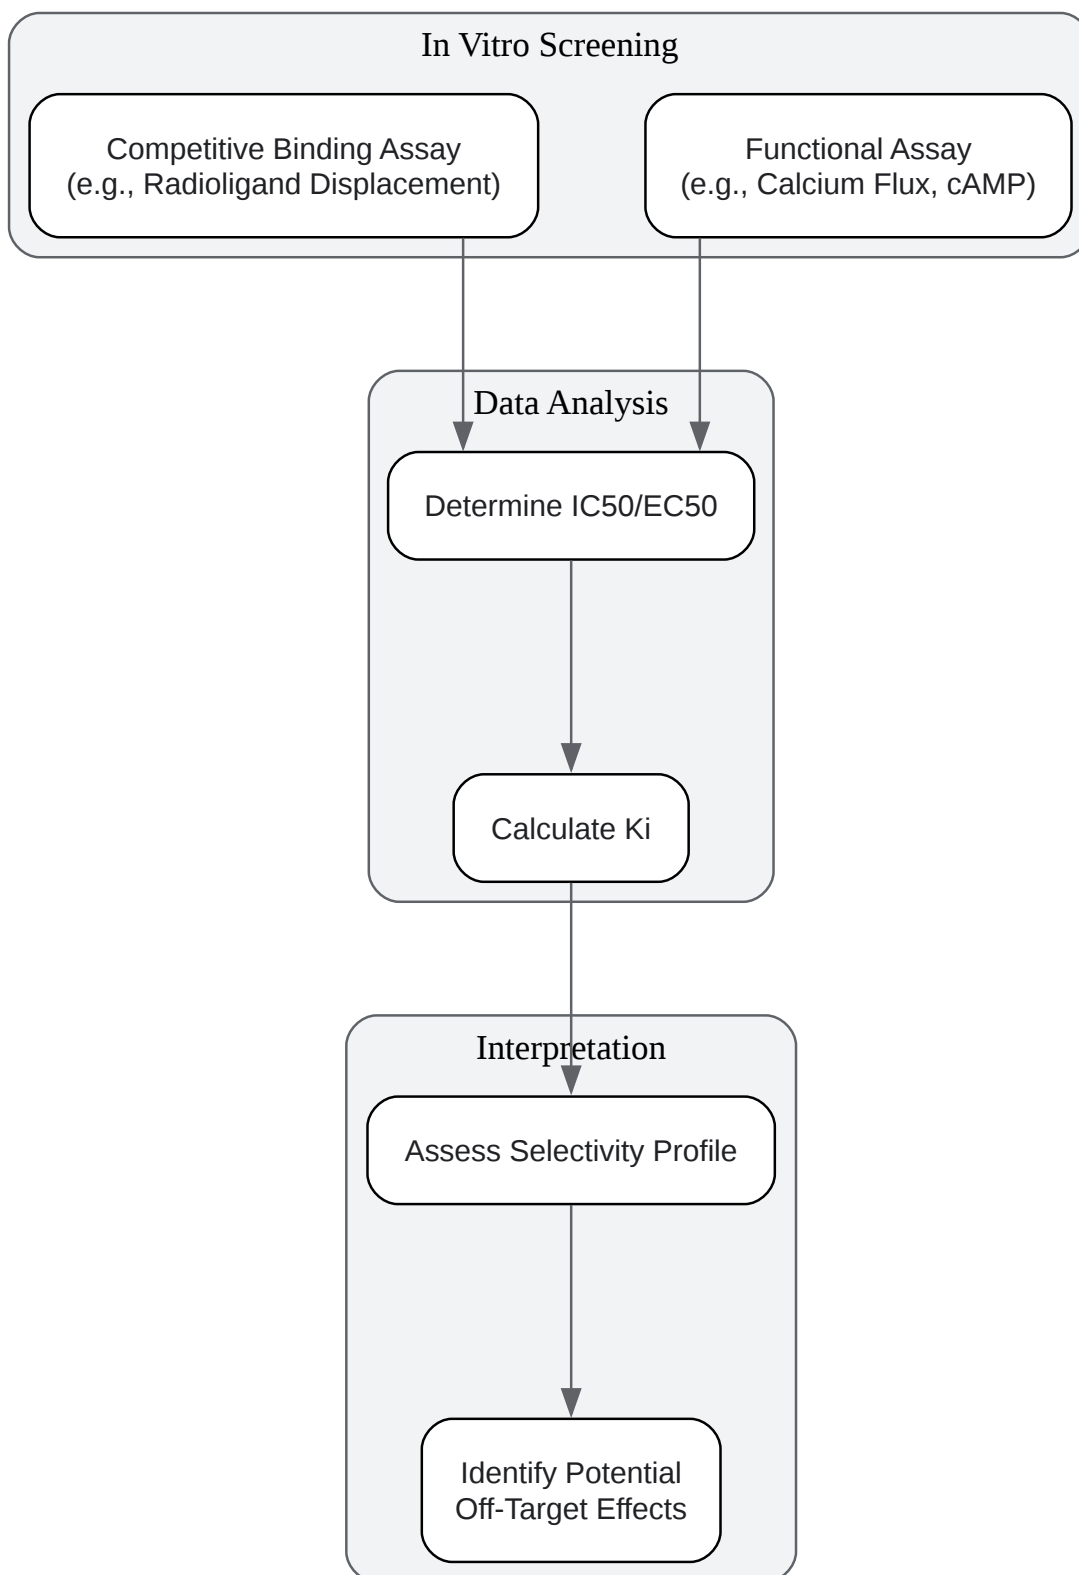 In Vitro Screening
Competitive Binding Assay
(e.g., Radioligand Displacement)
Functional Assay
(e.g., Calcium Flux, cAMP)
Data Analysis
Determine IC50/EC50
Calculate Ki
Interpretation
Assess Selectivity Profile
Identify Potential
Off-Target Effects